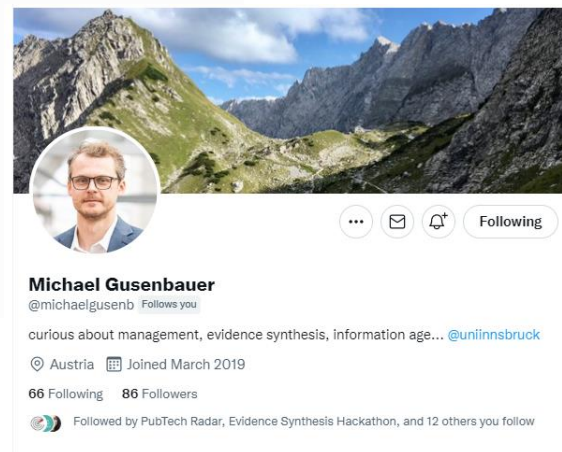 Following
Michael Gusenbauer
@michaelgusenb Follows you
curious about management, evidence synthesis, information age... @uniinnsbruck
Austria Joined March 2019
66 Following 86 Followers
Followed by PubTech Radar, Evidence Synthesis Hackathon, and 12 others you follow